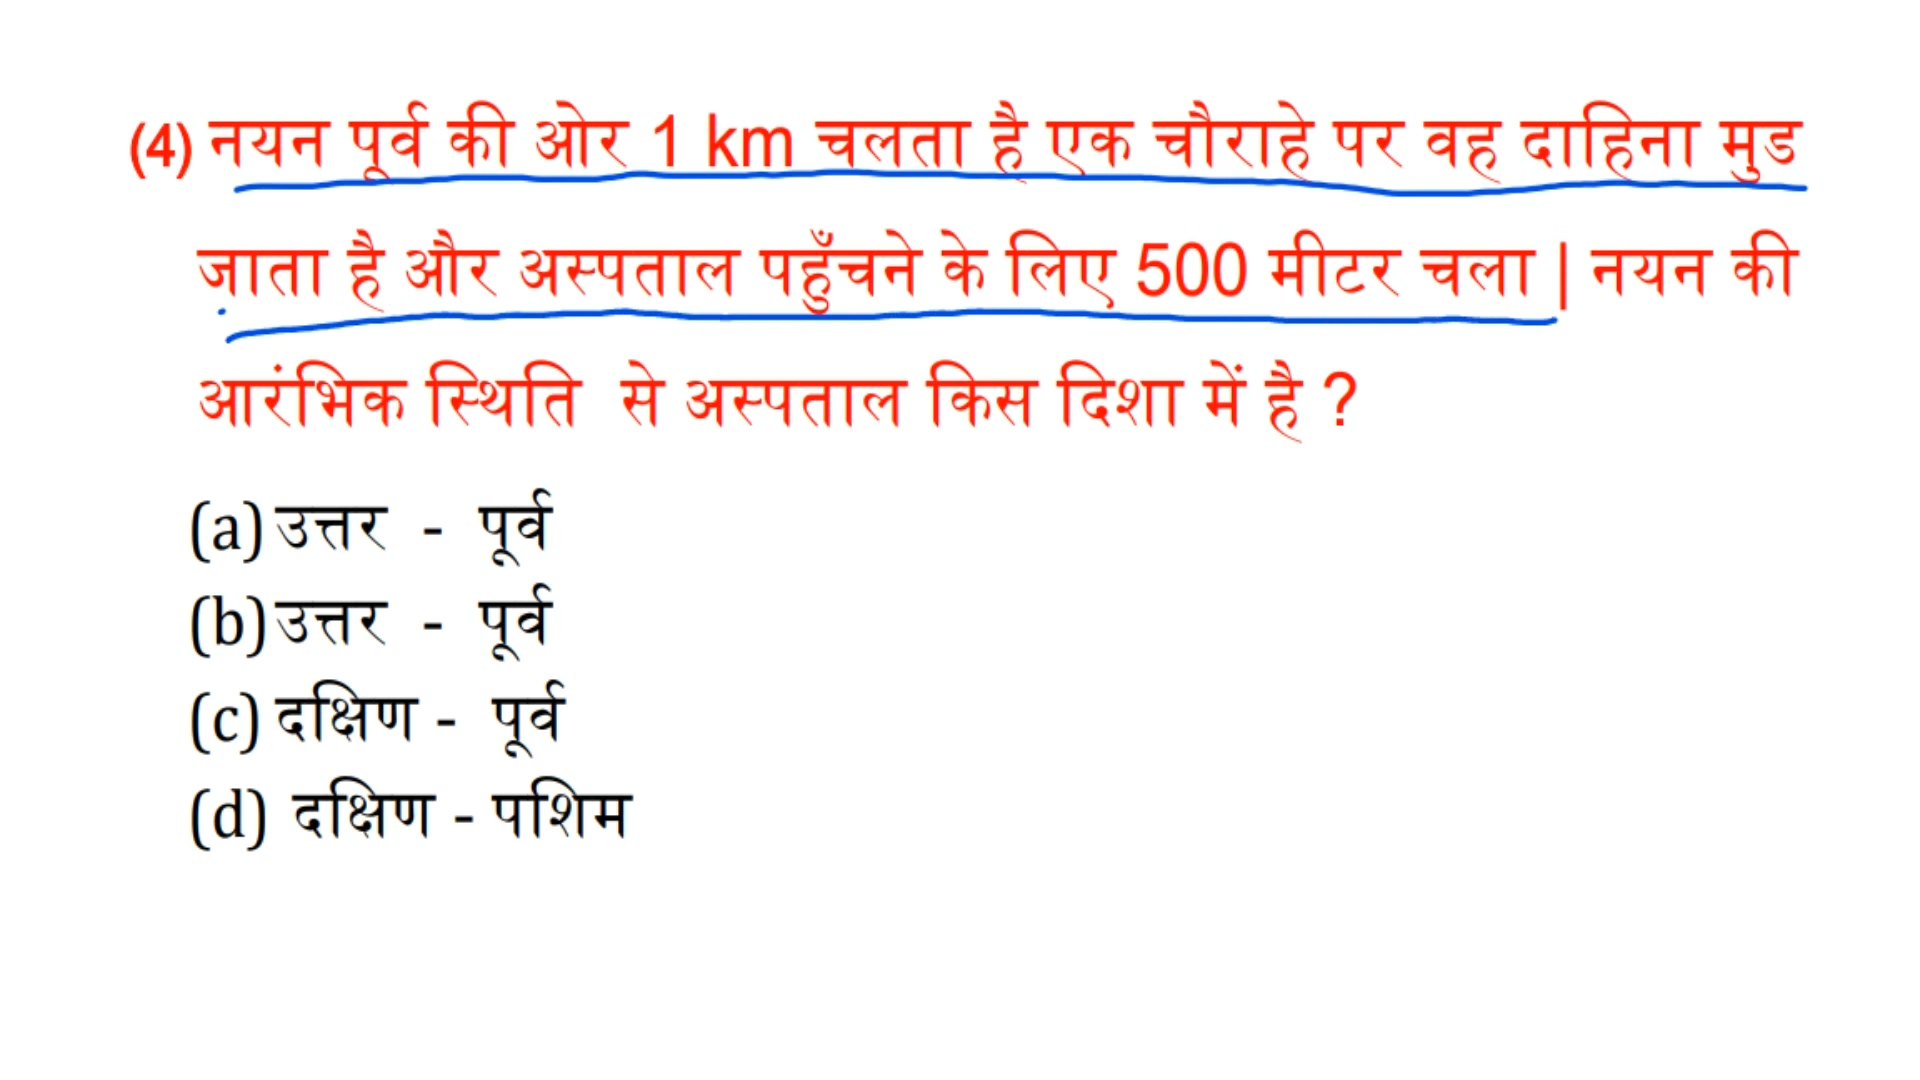 (4) नयन पूर्व की ओर 1 km चलता है एक चौराहे पर वह दाहिना मुड
जाता है और अस्पताल पहुँचने के लिए 500 मीटर चला | नयन की
आरंभिक स्थिति से अस्पताल किस दिशा में है ?
(a) उत्तर - पूर्व
(b) उत्तर - पूर्व
(c) दक्षिण - पूर्व
(d) दक्षिण - पशिम